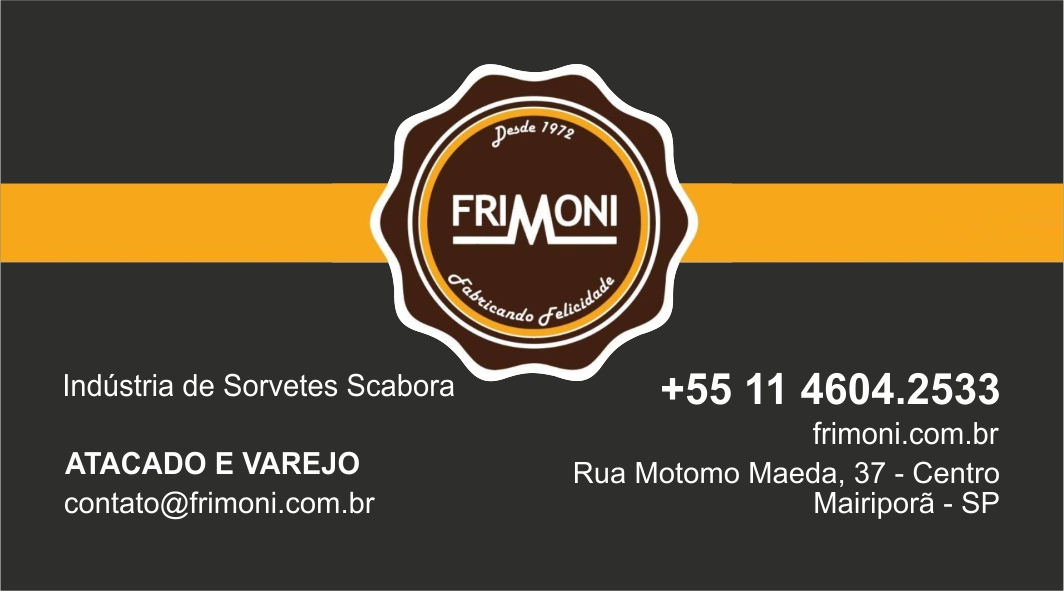 Desde 1972
FRIMONI
Fabricando Felicidade
Indústria de Sorvetes Scabora
ATACADO E VAREJO
contato@frimoni.com.br
+55 11 4604.2533
frimoni.com.br
Rua Motomo Maeda, 37 - Centro
Mairiporã - SP